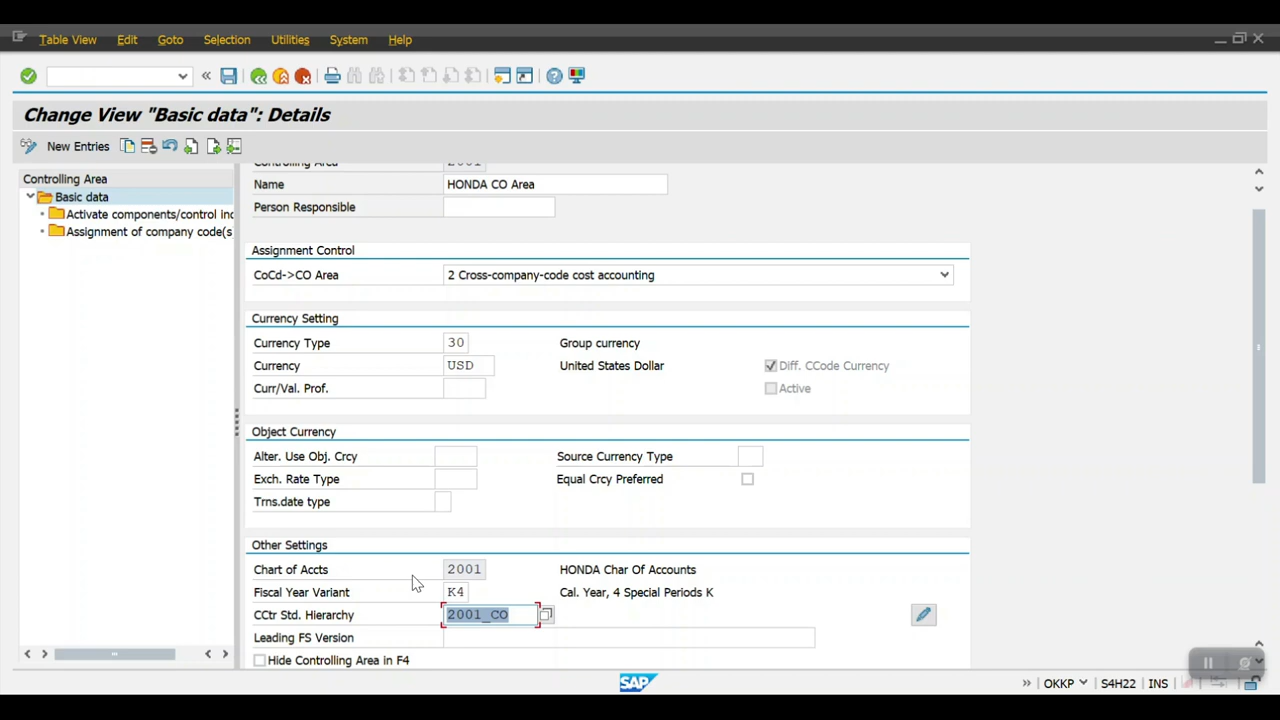 Table View Edit Goto Selection Utilities System Help
Change View "Basic data": Details
New Entries
Controlling Area
Basic data
Activate components/control ind
Assignment of company code(s
Controlling Area 2001
Name HONDA CO Area
Person Responsible
Assignment Control
CoCd->CO Area 2 Cross-company-code cost accounting
Currency Setting
Currency Type 30 Group currency
Currency USD United States Dollar Diff. CCode Currency
Curr/Val. Prof. Active
Object Currency
Alter. Use Obj. Crcy Source Currency Type
Exch. Rate Type Equal Crcy Preferred
Trns.date type
Other Settings
Chart of Accts 2001 HONDA Char Of Accounts
Fiscal Year Variant K4 Cal. Year, 4 Special Periods K
CCtr Std. Hierarchy 2001_CO
Leading FS Version
Hide Controlling Area in F4
SAP OKKP S4H22 INS